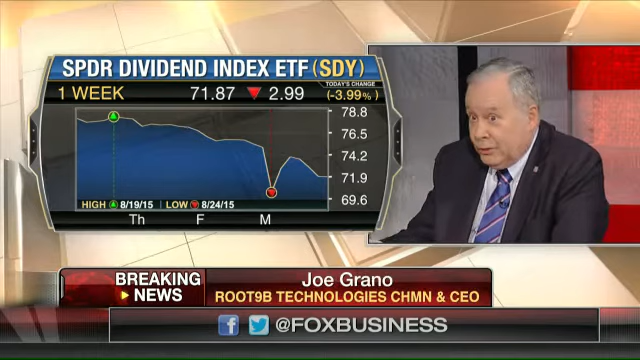 SPDR DIVIDEND INDEX ETF (SDY)
1 WEEK 71.87 ▼ 2.99 TODAY'S CHANGE (-3.99%)
78.8
76.5
74.2
71.9
69.6
HIGH 8/19/15 LOW 8/24/15
Th F M
BREAKING NEWS
Joe Grano
ROOT9B TECHNOLOGIES CHMN & CEO
@FOXBUSINESS